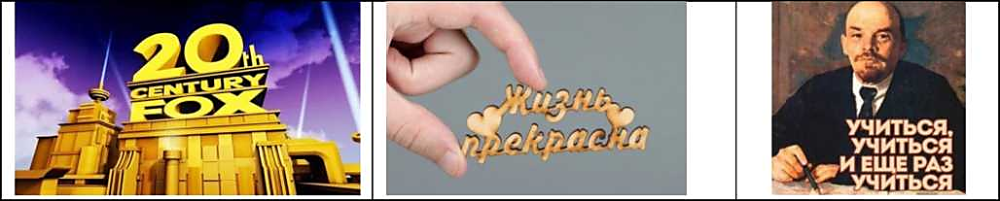 20th
CENTURY
FOX
Жизнь
прекрасна
УЧИТЬСЯ,
УЧИТЬСЯ
И ЕЩЕ РАЗ
УЧИТЬСЯ